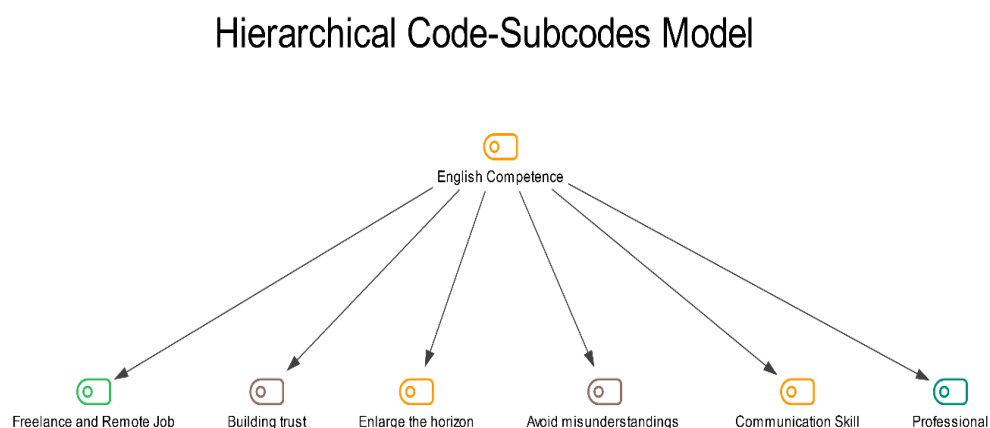 Hierarchical Code-Subcodes Model
English Competence
Freelance and Remote Job
Building trust
Enlarge the horizon
Avoid misunderstandings
Communication Skill
Professional